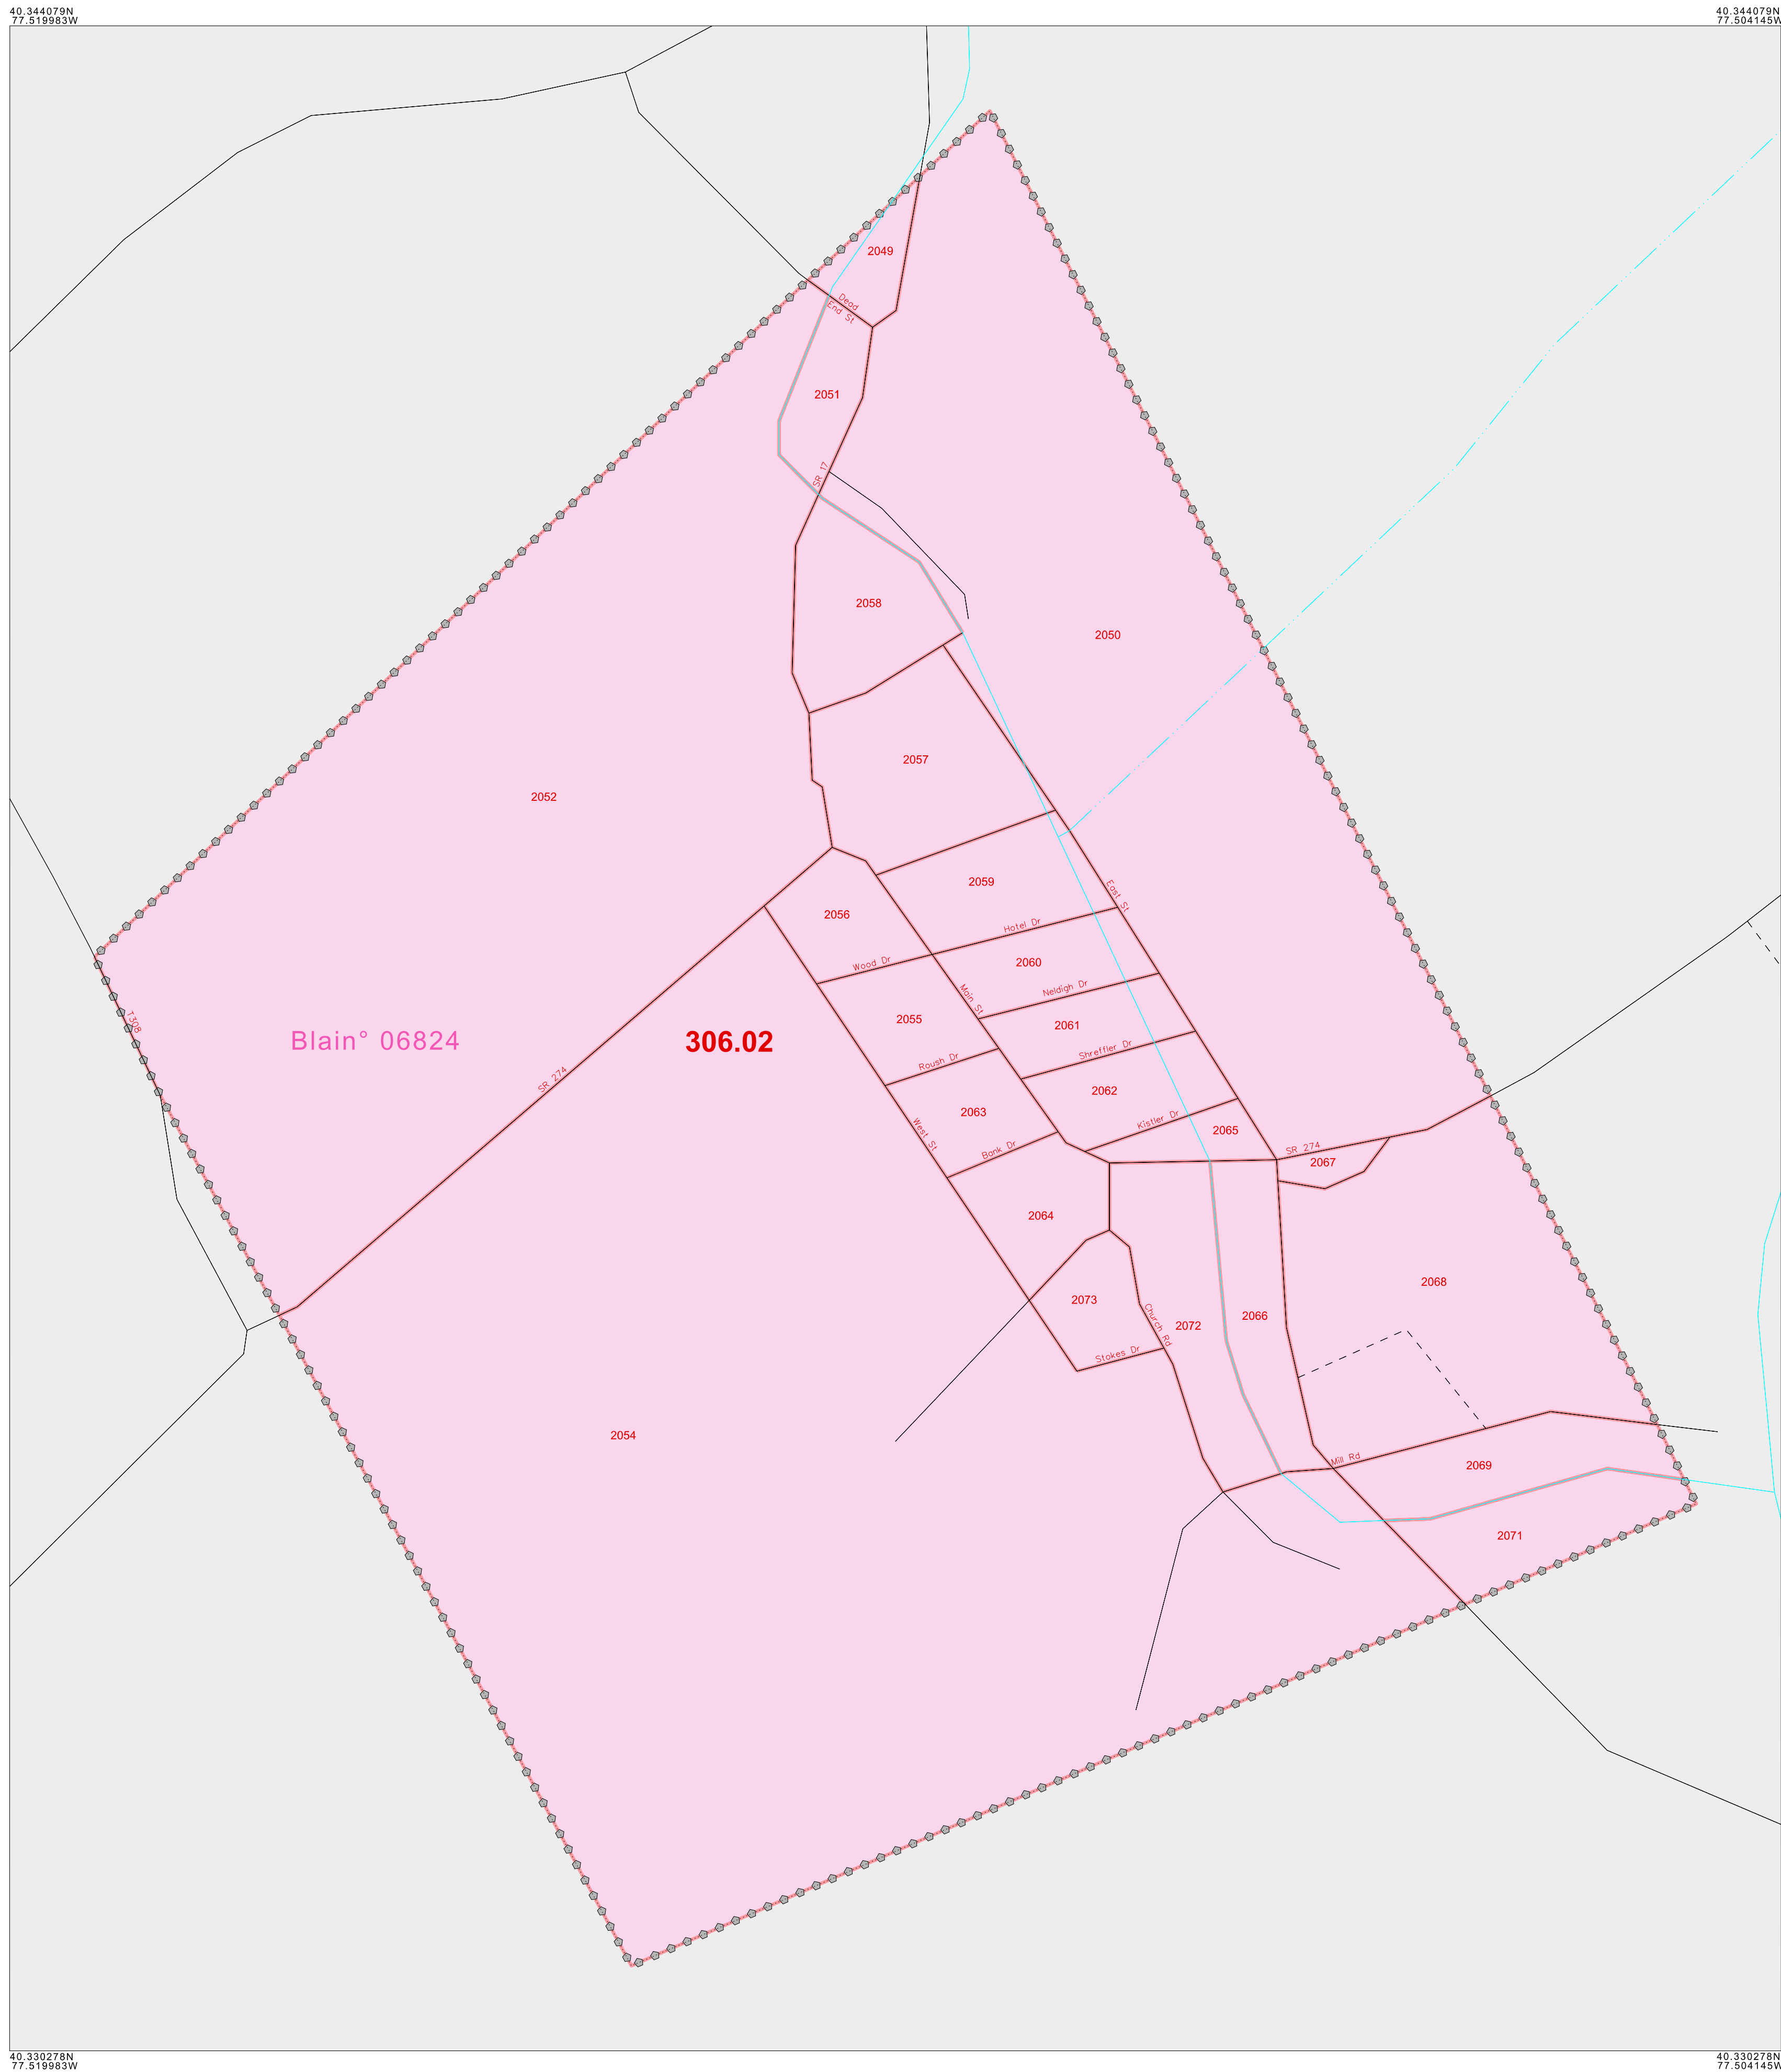 40.344079N
77.519983W
40.344079N
77.504145W
2049
Dead
End St
2051
SR 17
2058
2050
2057
2052
2059
East St
2056
Hotel Dr
Wood Dr
2060
Main St
Neldigh Dr
2055
2061
T308
Blain° 06824
306.02
Shreffler Dr
Roush Dr
SR 274
2062
2063
Kistler Dr
West St
2065
Bank Dr
SR 274
2067
2064
2068
2073
Church Rd
2072
2066
Stokes Dr
2054
Mill Rd
2069
2071
40.330278N
77.519983W
40.330278N
77.504145W